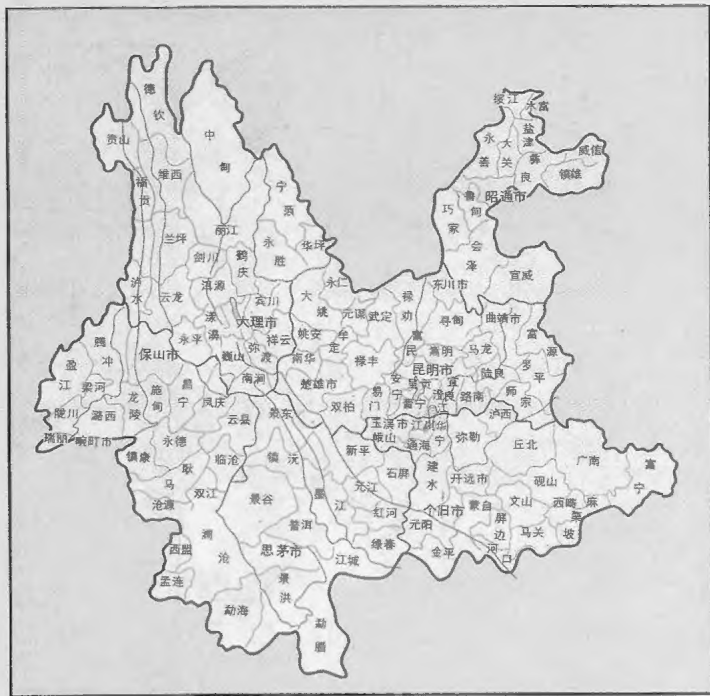 绥江
水富
盐津
永善
大关
彝良
威信
镇雄
昭通市
鲁甸
巧家
会泽
宣威
德钦
中甸
贡山
福贡
维西
宁蒗
丽江
兰坪
永胜
华坪
剑川
鹤庆
洱源
泸水
云龙
宾川
漾濞
大理市
祥云
永平
巍山
弥渡
南涧
永仁
大姚
元谋
武定
禄劝
东川市
寻甸
曲靖市
姚安
牟定
南华
禄丰
富民
嵩明
马龙
富源
罗平
昆明市
楚雄市
安宁
呈贡
宜良
陆良
双柏
易门
晋宁
路南
师宗
玉溪市
江川
澄江
华宁
泸西
峨山
通海
弥勒
丘北
广南
富宁
腾冲
保山市
盈江
梁河
龙陵
施甸
昌宁
凤庆
陇川
潞西
瑞丽
畹町市
云县
景东
永德
镇康
耿马
临沧
镇沅
新平
石屏
建水
开远市
砚山
沧源
双江
景谷
墨江
元江
红河
个旧市
蒙自
文山
西畴
麻栗坡
屏边
马关
河口
元阳
金平
绿春
普洱
思茅市
江城
西盟
澜沧
孟连
勐海
景洪
勐腊